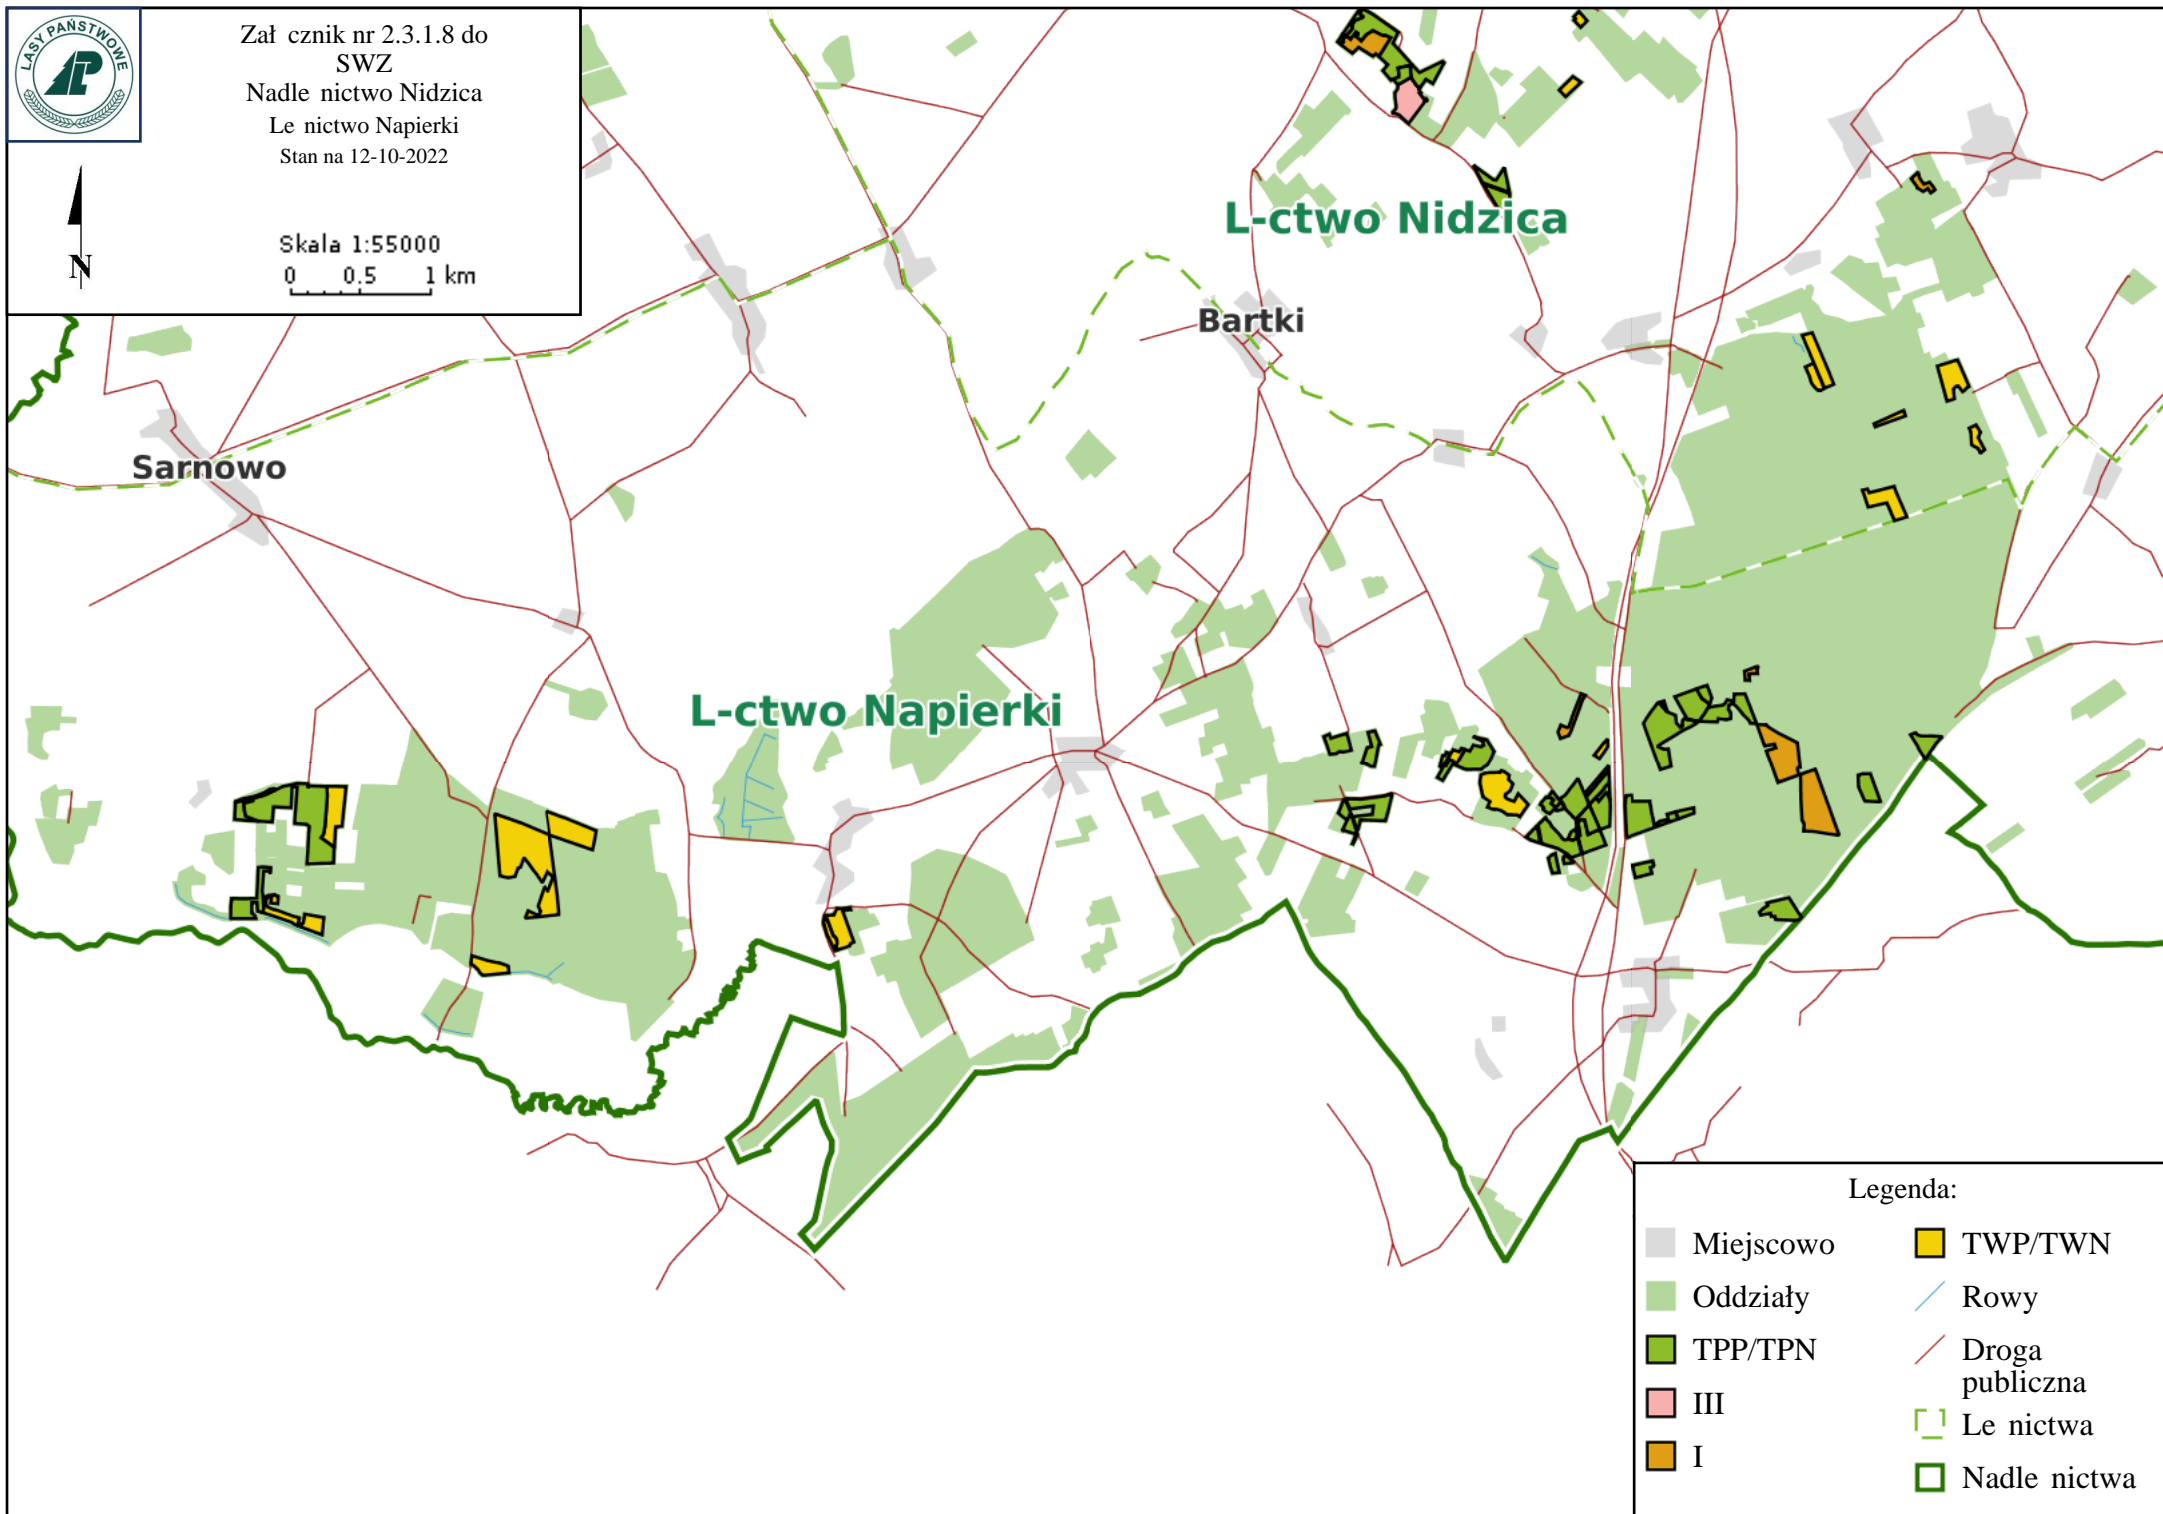 LASY PAŃSTWOWE
Zał cznik nr 2.3.1.8 do
SWZ
Nadle nictwo Nidzica
Le nictwo Napierki
Stan na 12-10-2022
N
Skala 1:55000
0 0.5 1 km
L-ctwo Nidzica
Bartki
Sarnowo
L-ctwo Napierki
Legenda:
Miejscowo
Oddziały
TPP/TPN
III
I
TWP/TWN
Rowy
Droga
publiczna
Le nictwa
Nadle nictwa